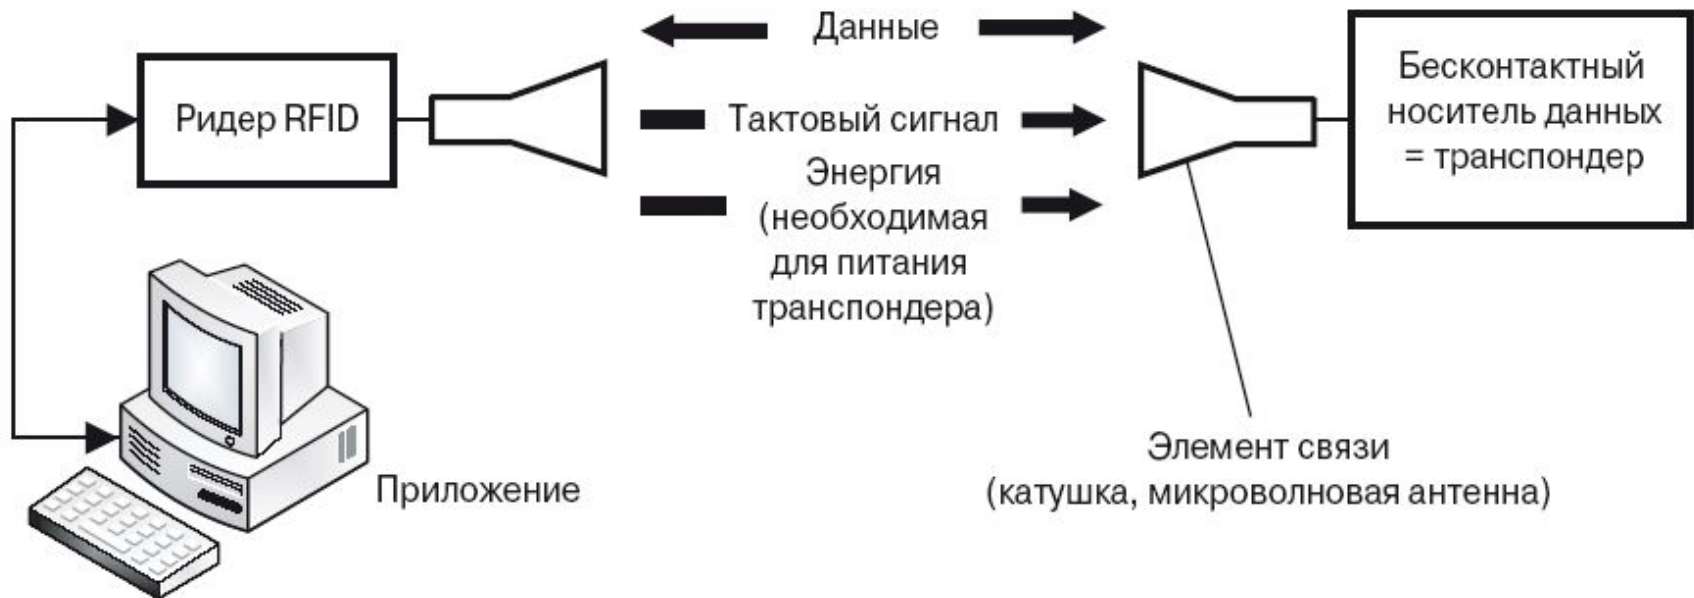 Данные
Ридер RFID
Тактовый сигнал
Энергия
(необходимая
для питания
транспондера)
Бесконтактный
носитель данных
= транспондер
Элемент связи
(катушка, микроволновая антенна)
Приложение